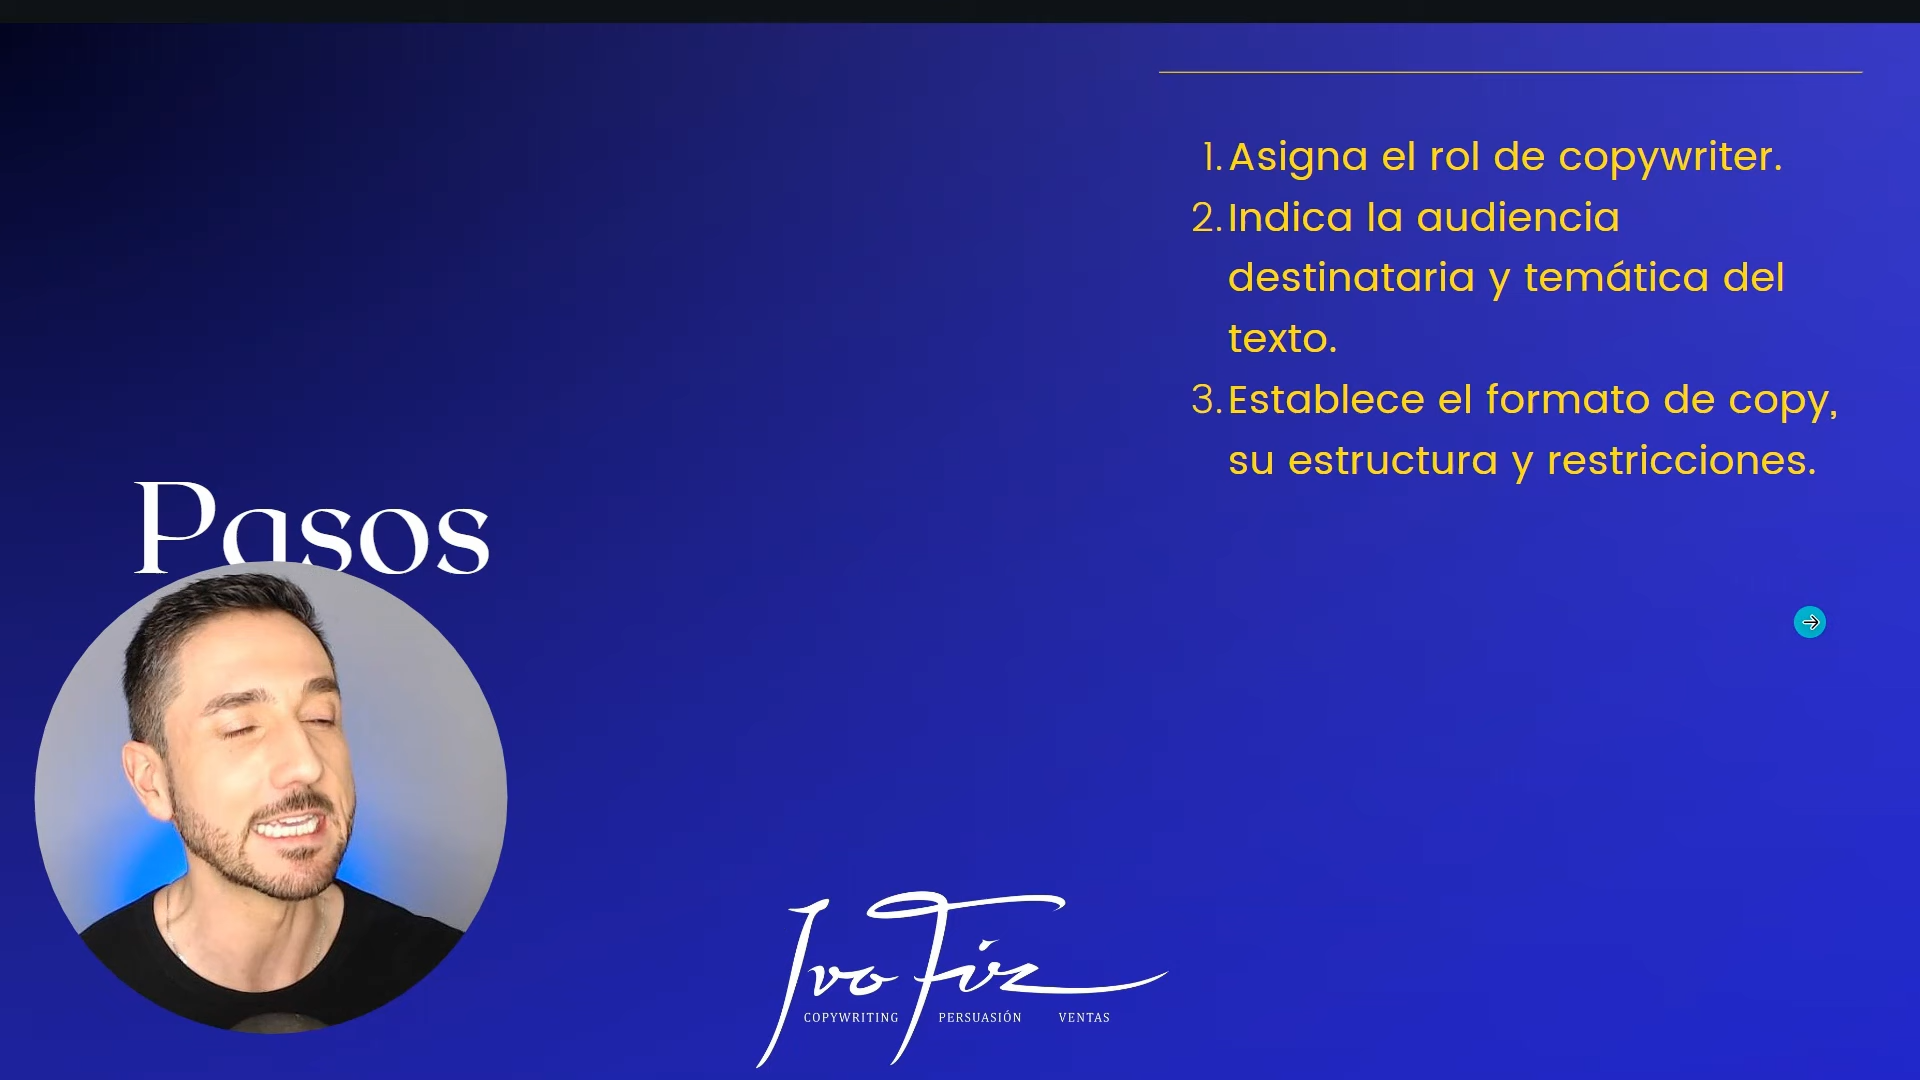 Pasos
1. Asigna el rol de copywriter.
2. Indica la audiencia
destinataria y temática del
texto.
3. Establece el formato de copy,
su estructura y restricciones.
Ivo Fiz
COPYWRITING PERSUASIÓN VENTAS